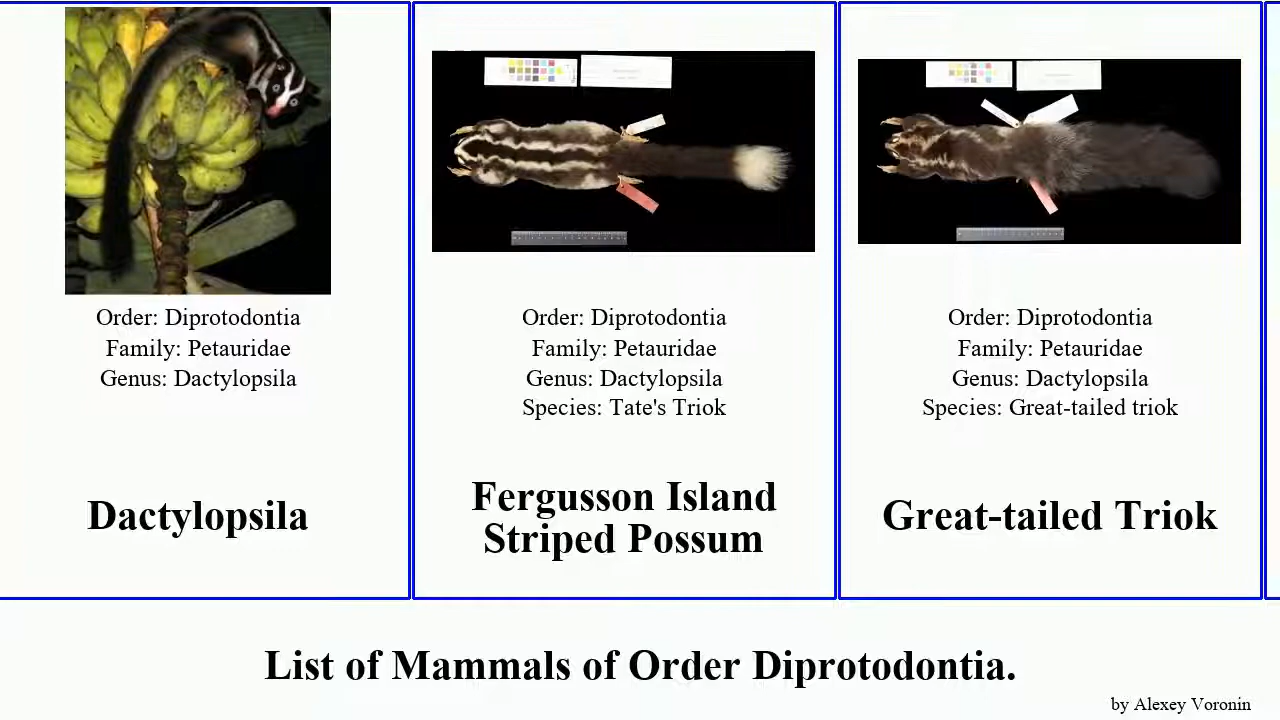 Order: Diprotodontia
Family: Petauridae
Genus: Dactylopsila
Dactylopsila
Order: Diprotodontia
Family: Petauridae
Genus: Dactylopsila
Species: Tate's Triok
Fergusson Island
Striped Possum
Order: Diprotodontia
Family: Petauridae
Genus: Dactylopsila
Species: Great-tailed triok
Great-tailed Triok
List of Mammals of Order Diprotodontia.
by Alexey Voronin